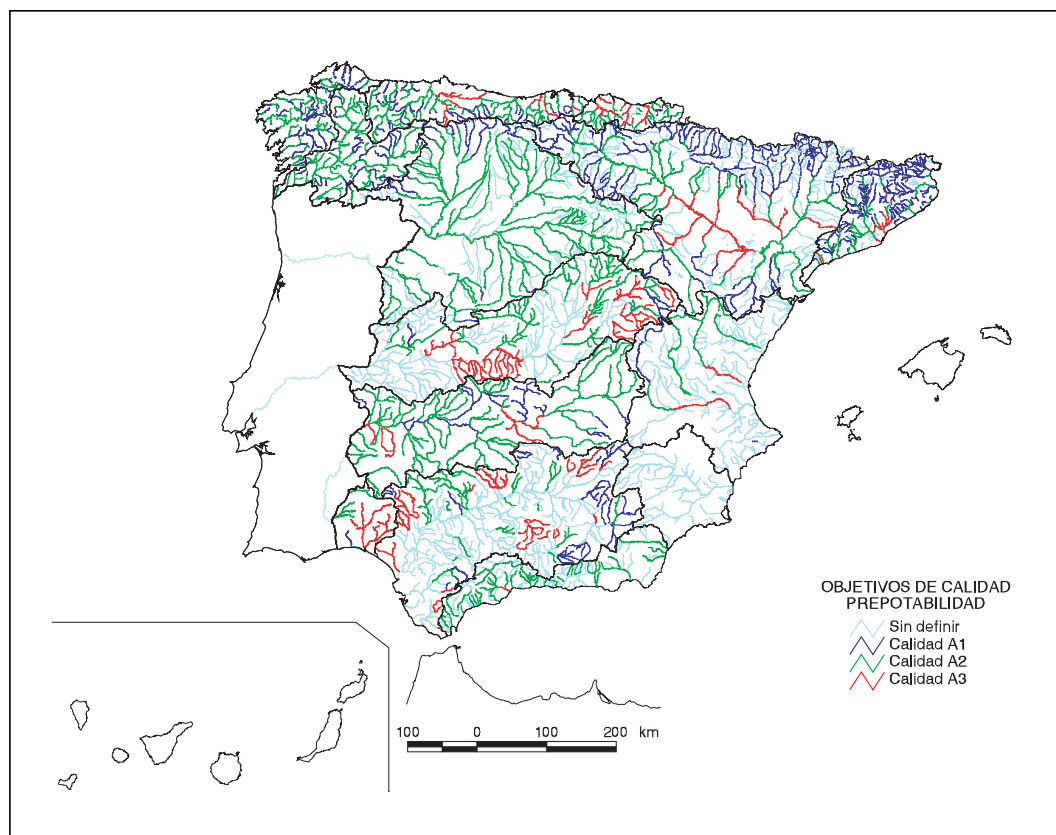 OBJETIVOS DE CALIDAD
PREPOTABILIDAD
Sin definir
Calidad A1
Calidad A2
Calidad A3
100 0 100 200 km